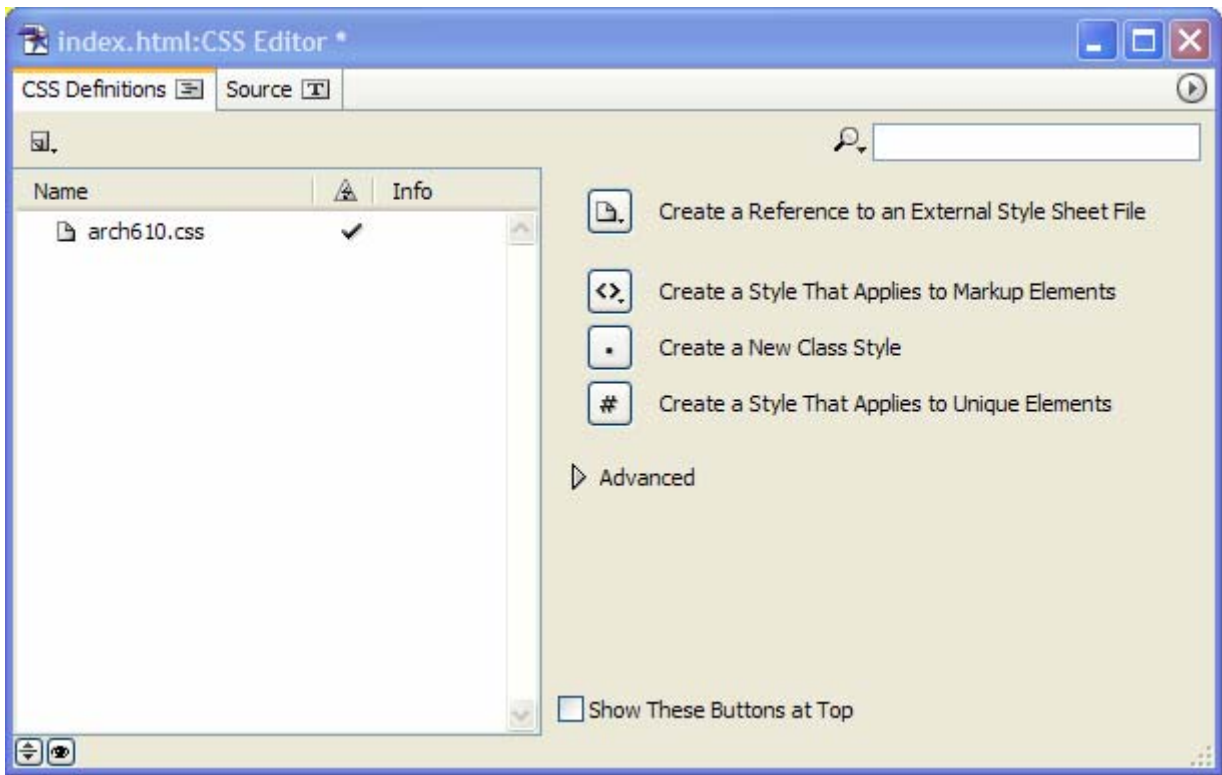 index.html:CSS Editor *
CSS Definitions Source
Name Info
arch610.css
Create a Reference to an External Style Sheet File
<> Create a Style That Applies to Markup Elements
. Create a New Class Style
# Create a Style That Applies to Unique Elements
Advanced
Show These Buttons at Top